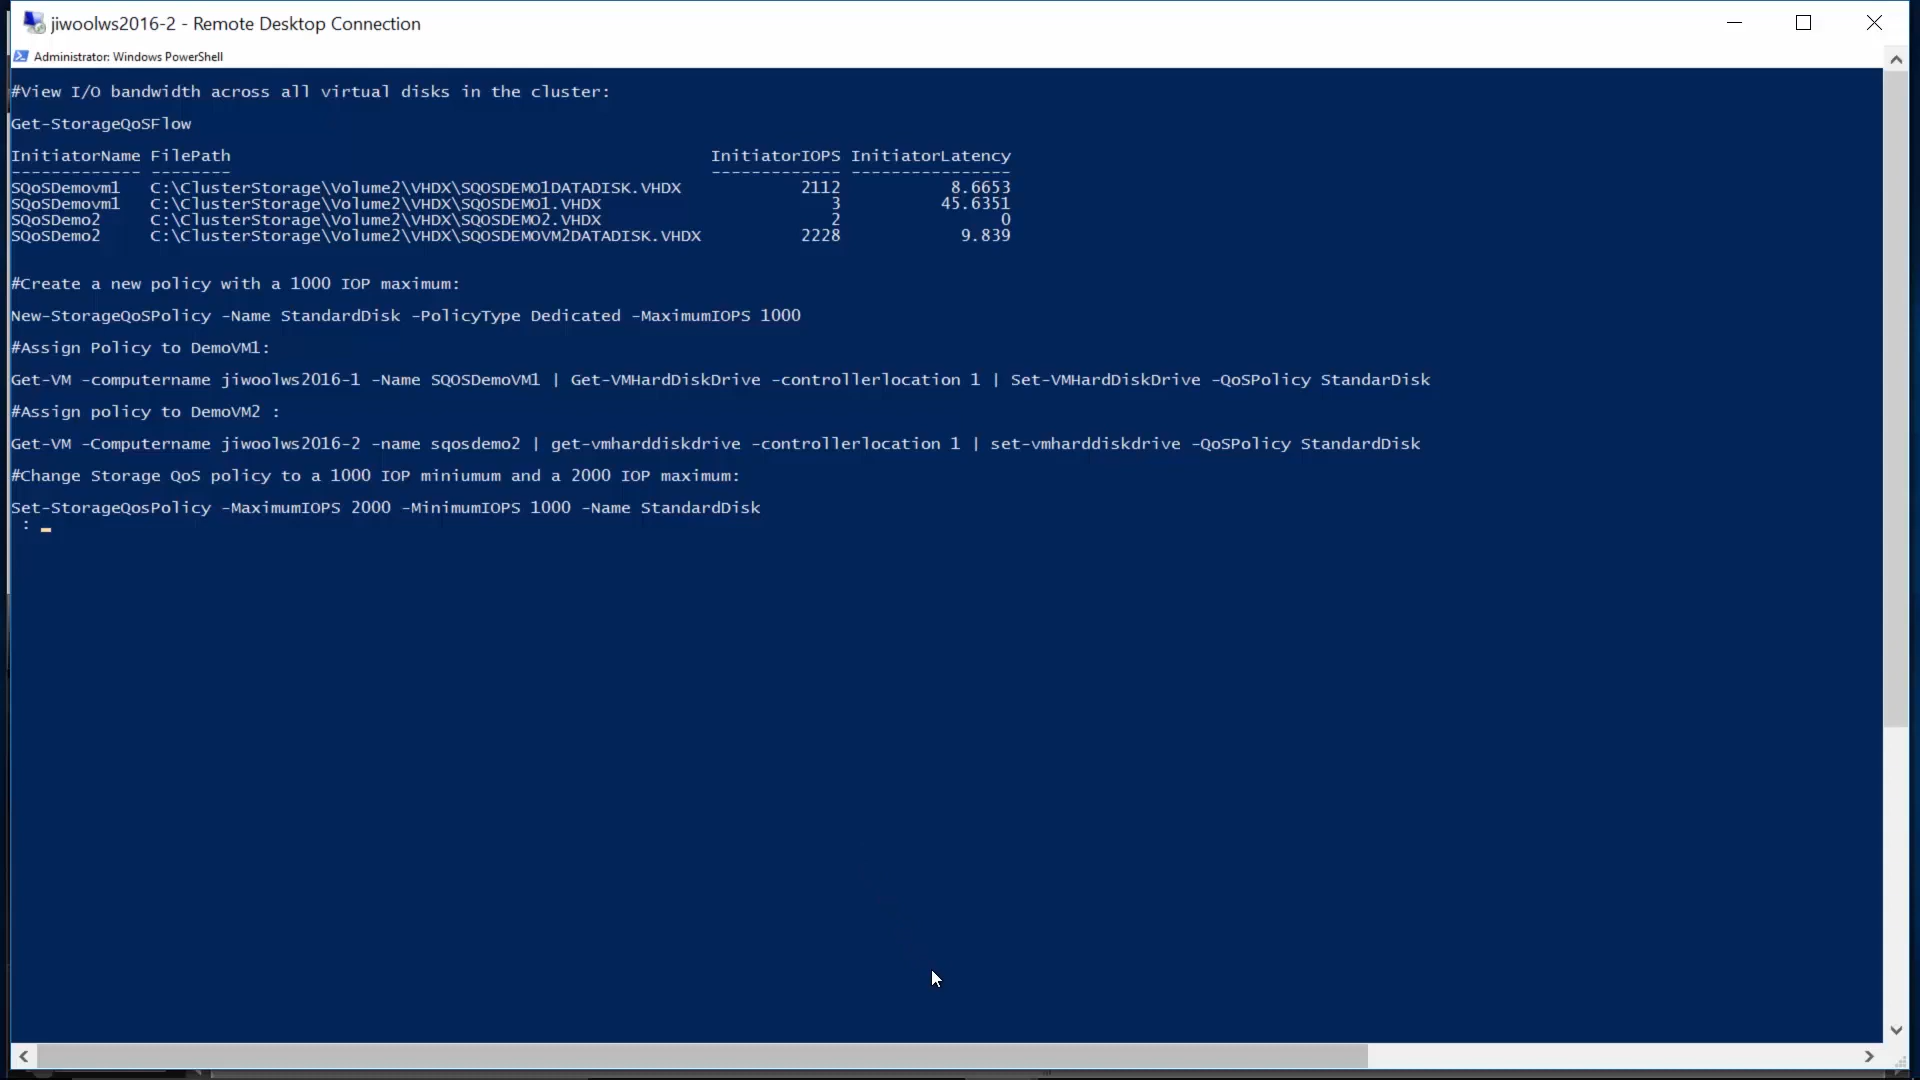 jiwoolws2016-2 - Remote Desktop Connection
Administrator: Windows PowerShell
#View I/O bandwidth across all virtual disks in the cluster:
Get-StorageQoSFlow
InitiatorName FilePath InitiatorIOPS InitiatorLatency
------------- -------- ------------- ----------------
SQoSDemovm1 C:\ClusterStorage\Volume2\VHDX\SQOSDEMO1DATADISK.VHDX 2112 8.6653
SQoSDemovm1 C:\ClusterStorage\Volume2\VHDX\SQOSDEMO1.VHDX 3 45.6351
SQoSDemo2 C:\ClusterStorage\Volume2\VHDX\SQOSDEMO2.VHDX 2 0
SQoSDemo2 C:\ClusterStorage\Volume2\VHDX\SQOSDEMOVM2DATADISK.VHDX 2228 9.839
#Create a new policy with a 1000 IOP maximum:
New-StorageQoSPolicy -Name StandardDisk -PolicyType Dedicated -MaximumIOPS 1000
#Assign Policy to DemoVM1:
Get-VM -computername jiwoolws2016-1 -Name SQOSDemoVM1 | Get-VMHardDiskDrive -controllerlocation 1 | Set-VMHardDiskDrive -QoSPolicy StandarDisk
#Assign policy to DemoVM2 :
Get-VM -Computername jiwoolws2016-2 -name sqosdemo2 | get-vmharddiskdrive -controllerlocation 1 | set-vmharddiskdrive -QoSPolicy StandardDisk
#Change Storage QoS policy to a 1000 IOP miniumum and a 2000 IOP maximum:
Set-StorageQosPolicy -MaximumIOPS 2000 -MinimumIOPS 1000 -Name StandardDisk
: _